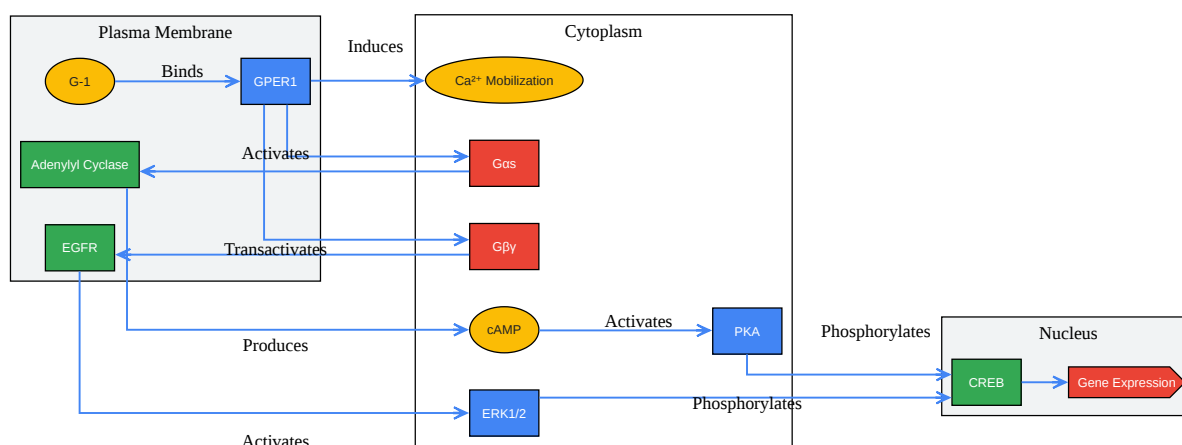 Plasma Membrane
Cytoplasm
Induces
Binds
G-1
GPER1
Ca²⁺ Mobilization
Activates
Adenylyl Cyclase
Gαs
EGFR
Transactivates
Gβγ
cAMP
Activates
PKA
Produces
Phosphorylates
Nucleus
CREB
Gene Expression
ERK1/2
Phosphorylates
Activates